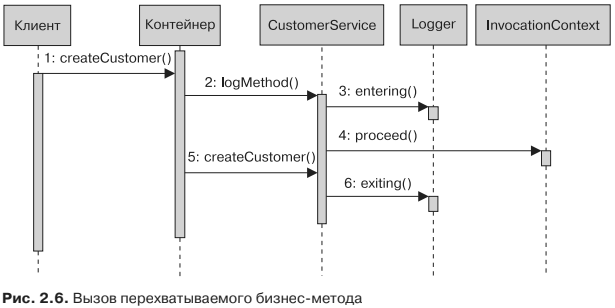 Клиент
Контейнер
CustomerService
Logger
InvocationContext
1: createCustomer()
2: logMethod()
3: entering()
4: proceed()
5: createCustomer()
6: exiting()
Рис. 2.6. Вызов перехватываемого бизнес-метода